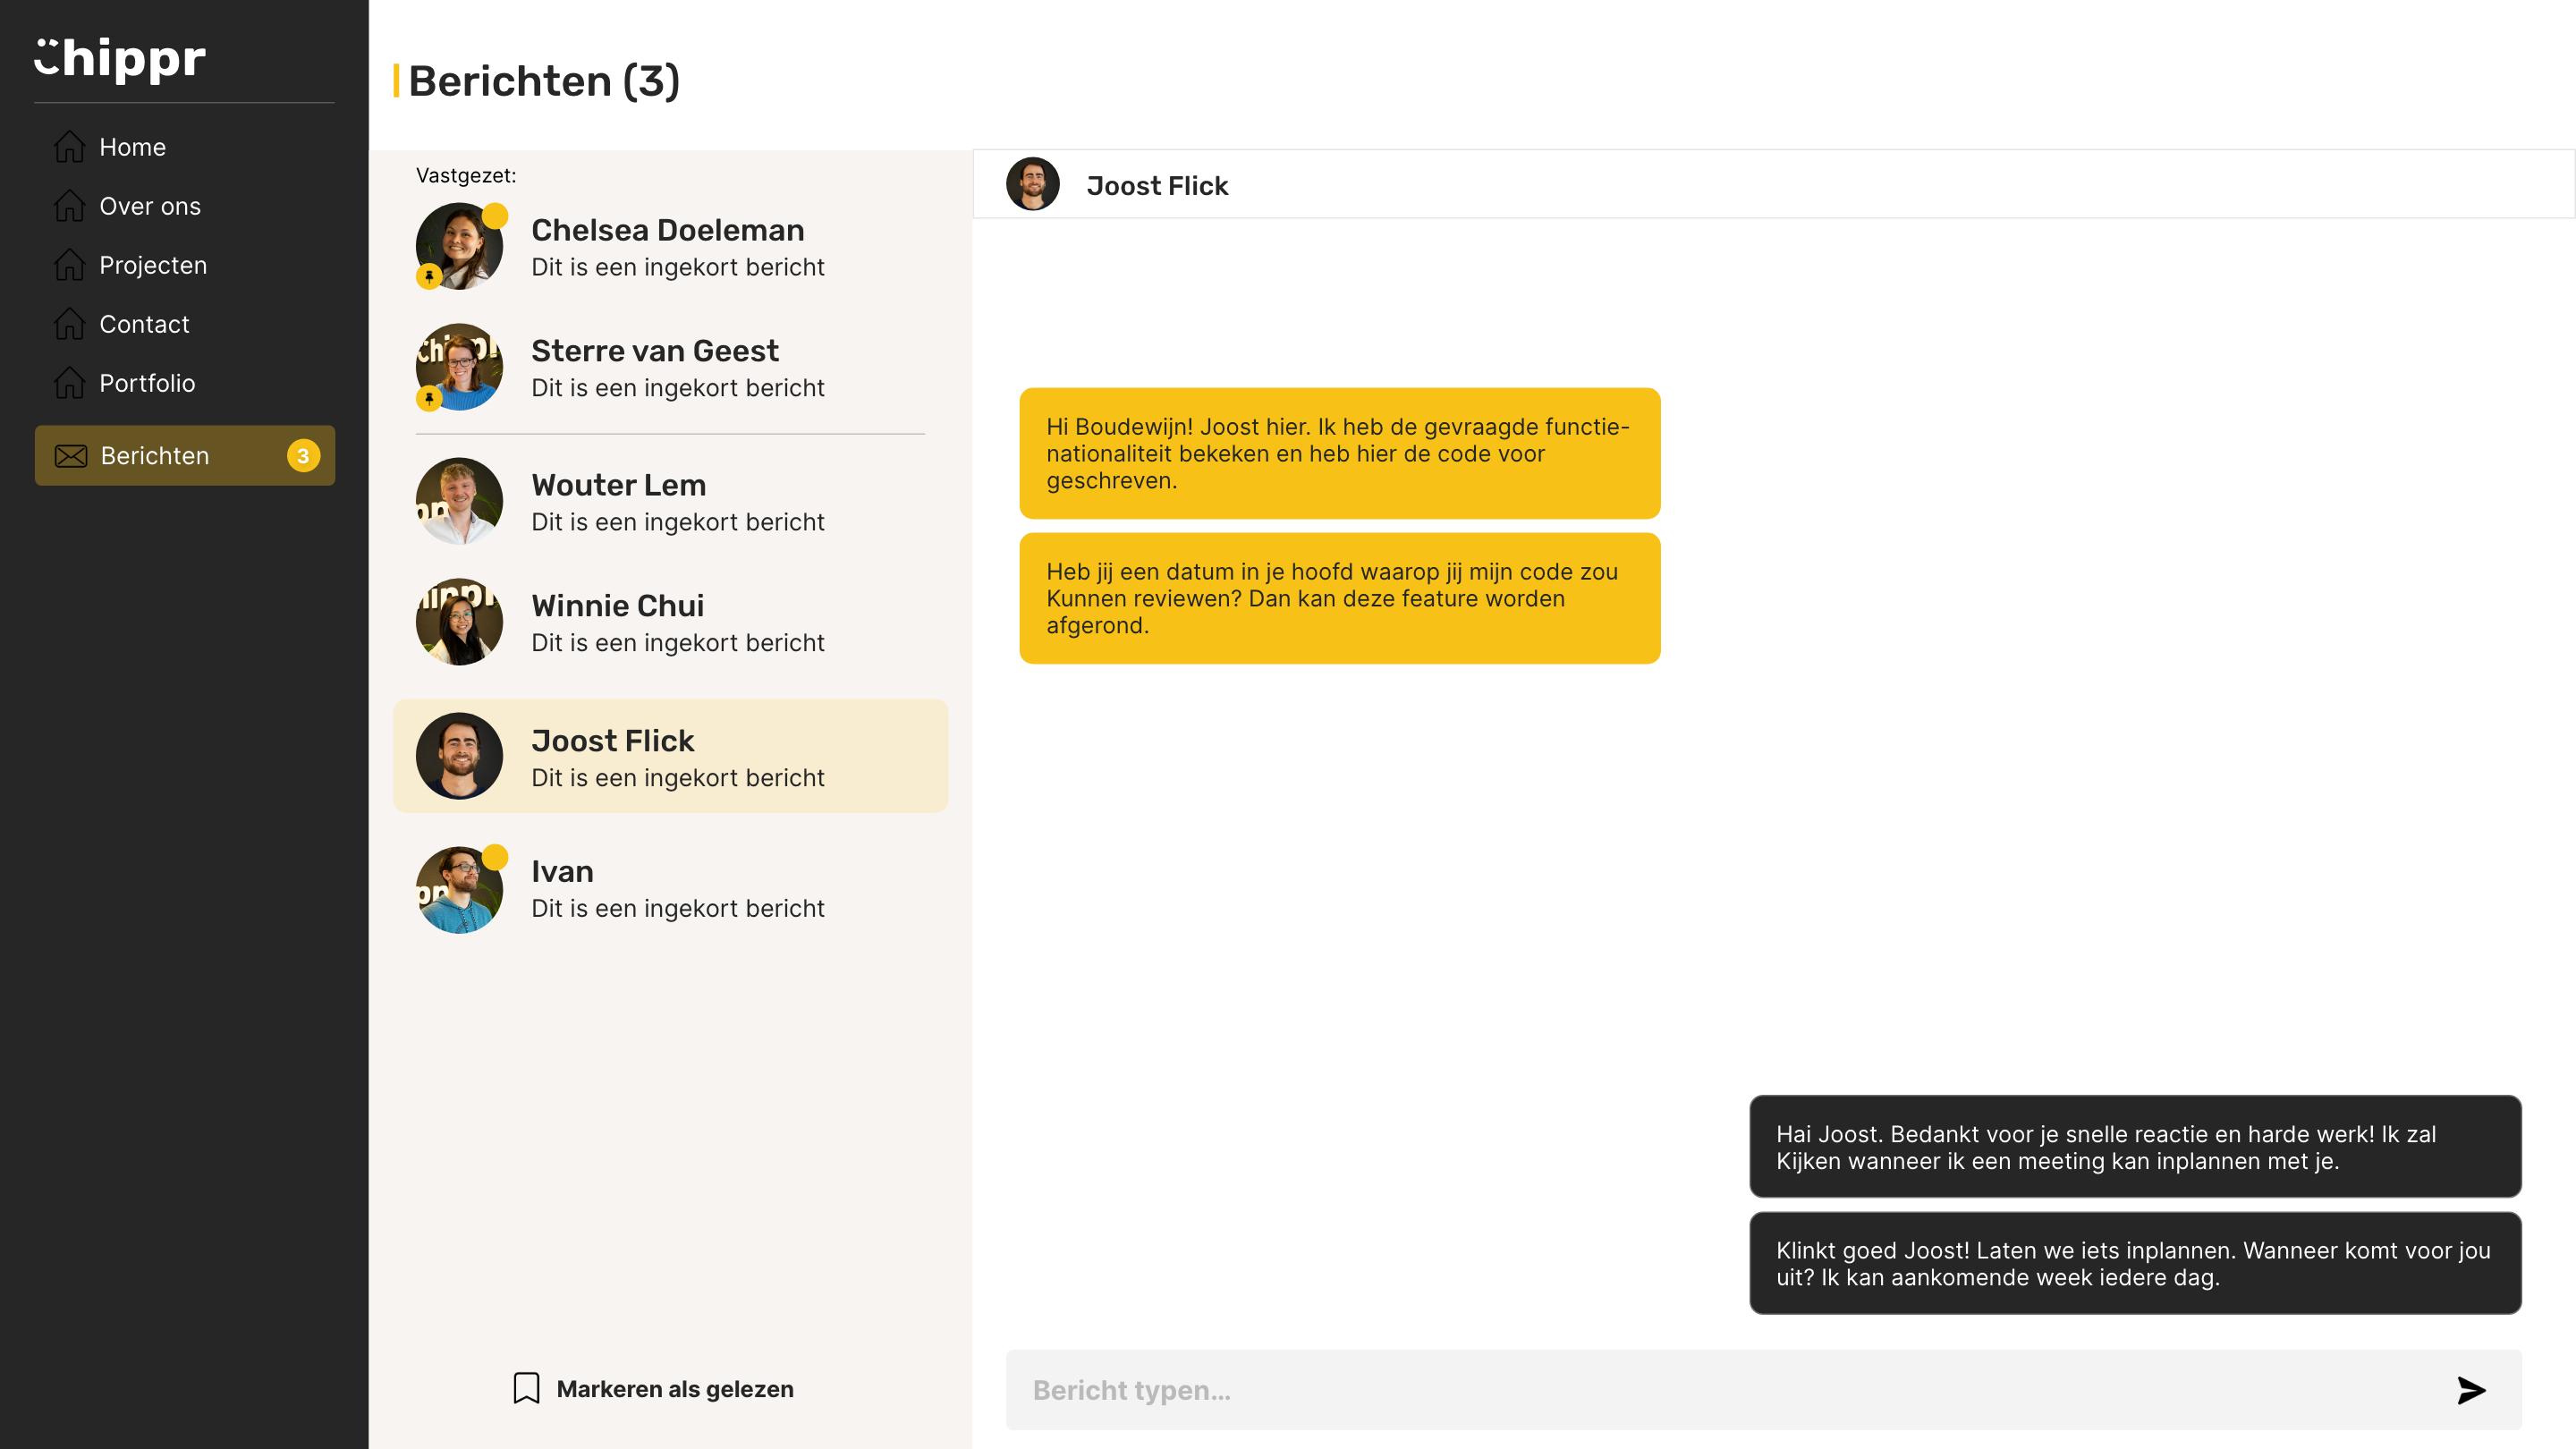 chippr
Home
Over ons
Projecten
Contact
Portfolio
Berichten
3
Berichten (3)
Vastgezet:
Chelsea Doeleman
Dit is een ingekort bericht
Sterre van Geest
Dit is een ingekort bericht
Wouter Lem
Dit is een ingekort bericht
Winnie Chui
Dit is een ingekort bericht
Joost Flick
Dit is een ingekort bericht
Ivan
Dit is een ingekort bericht
Markeren als gelezen
Joost Flick
Hi Boudewijn! Joost hier. Ik heb de gevraagde functie-
nationaliteit bekeken en heb hier de code voor
geschreven.
Heb jij een datum in je hoofd waarop jij mijn code zou
Kunnen reviewen? Dan kan deze feature worden
afgerond.
Hai Joost. Bedankt voor je snelle reactie en harde werk! Ik zal
Kijken wanneer ik een meeting kan inplannen met je.
Klinkt goed Joost! Laten we iets inplannen. Wanneer komt voor jou
uit? Ik kan aankomende week iedere dag.
Bericht typen...